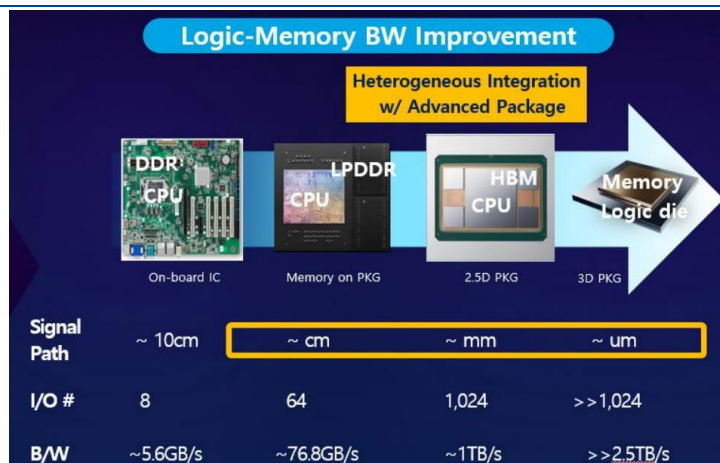 Logic-Memory BW Improvement
Heterogeneous Integration
w/ Advanced Package
DDR
CPU
LPDDR
CPU
HBM
CPU
Memory
Logic die
On-board IC
Memory on PKG
2.5D PKG
3D PKG
Signal
Path
~ 10cm
~ cm
~ mm
~ um
I/O #
8
64
1,024
>>1,024
B/W
~5.6GB/s
~76.8GB/s
~1TB/s
>>2.5TB/s